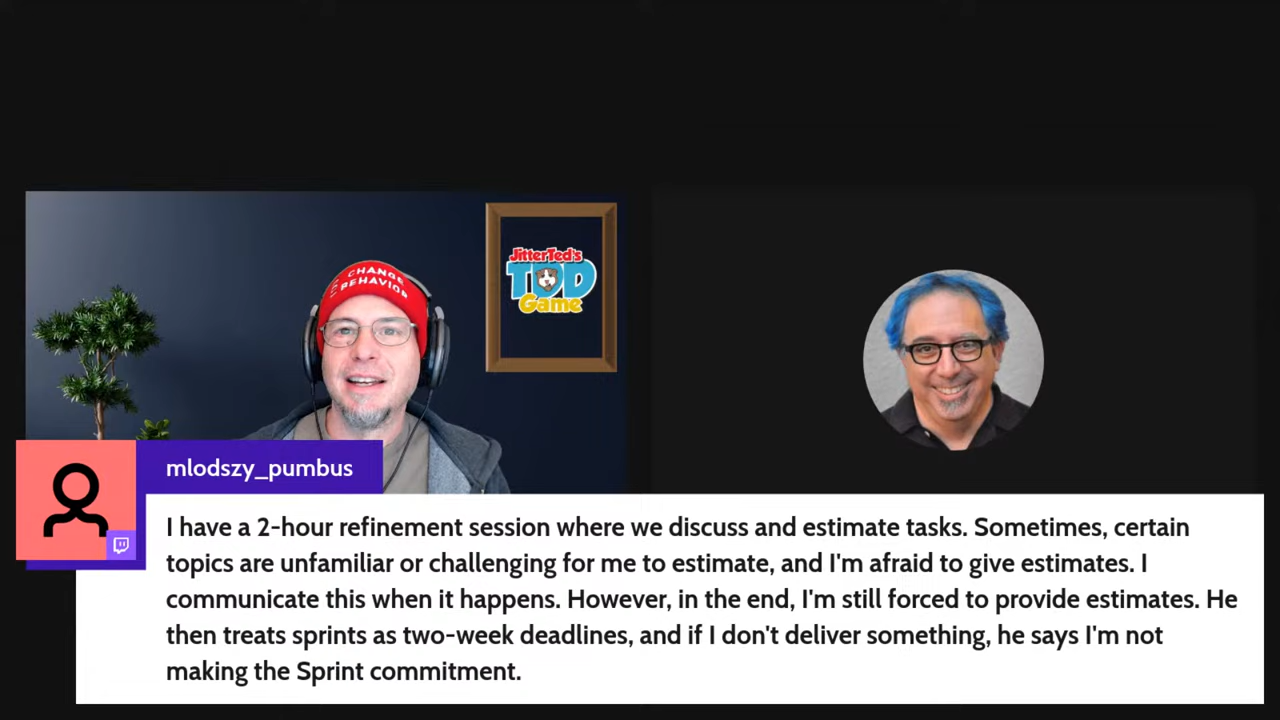 CHANGE
BEHAVIOR
JitterTed's
TDD
Game
mlodszy_pumbus
I have a 2-hour refinement session where we discuss and estimate tasks. Sometimes, certain
topics are unfamiliar or challenging for me to estimate, and I'm afraid to give estimates. I
communicate this when it happens. However, in the end, I'm still forced to provide estimates. He
then treats sprints as two-week deadlines, and if I don't deliver something, he says I'm not
making the Sprint commitment.